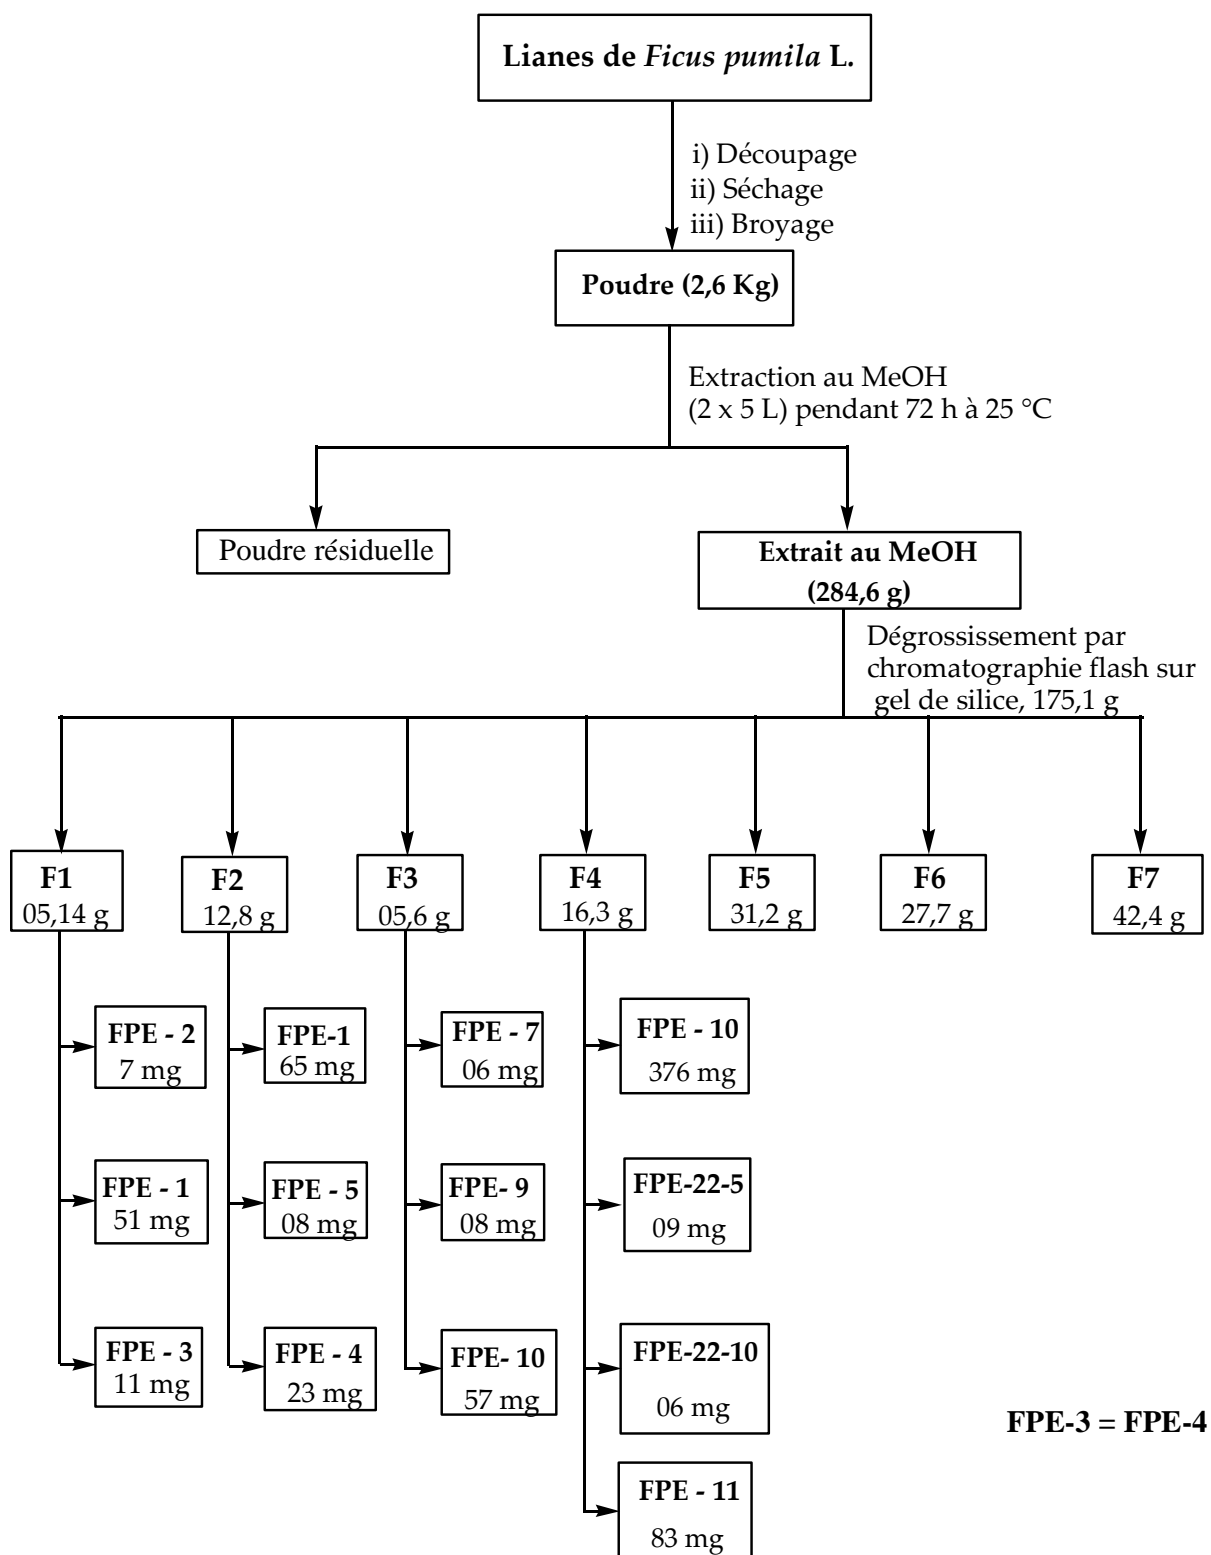 Lianes de Ficus pumila L.
i) Découpage
ii) Séchage
iii) Broyage
Poudre (2,6 Kg)
Extraction au MeOH
(2 x 5 L) pendant 72 h à 25 °C
Poudre résiduelle
Extrait au MeOH
(284,6 g)
Dégrossissement par
chromatographie flash sur
gel de silice, 175,1 g
F1
05,14 g
F2
12,8 g
F3
05,6 g
F4
16,3 g
F5
31,2 g
F6
27,7 g
F7
42,4 g
FPE - 2
7 mg
FPE-1
65 mg
FPE - 7
06 mg
FPE - 10
376 mg
FPE - 1
51 mg
FPE - 5
08 mg
FPE- 9
08 mg
FPE-22-5
09 mg
FPE - 3
11 mg
FPE - 4
23 mg
FPE- 10
57 mg
FPE-22-10
06 mg
FPE-3 = FPE-4
FPE - 11
83 mg